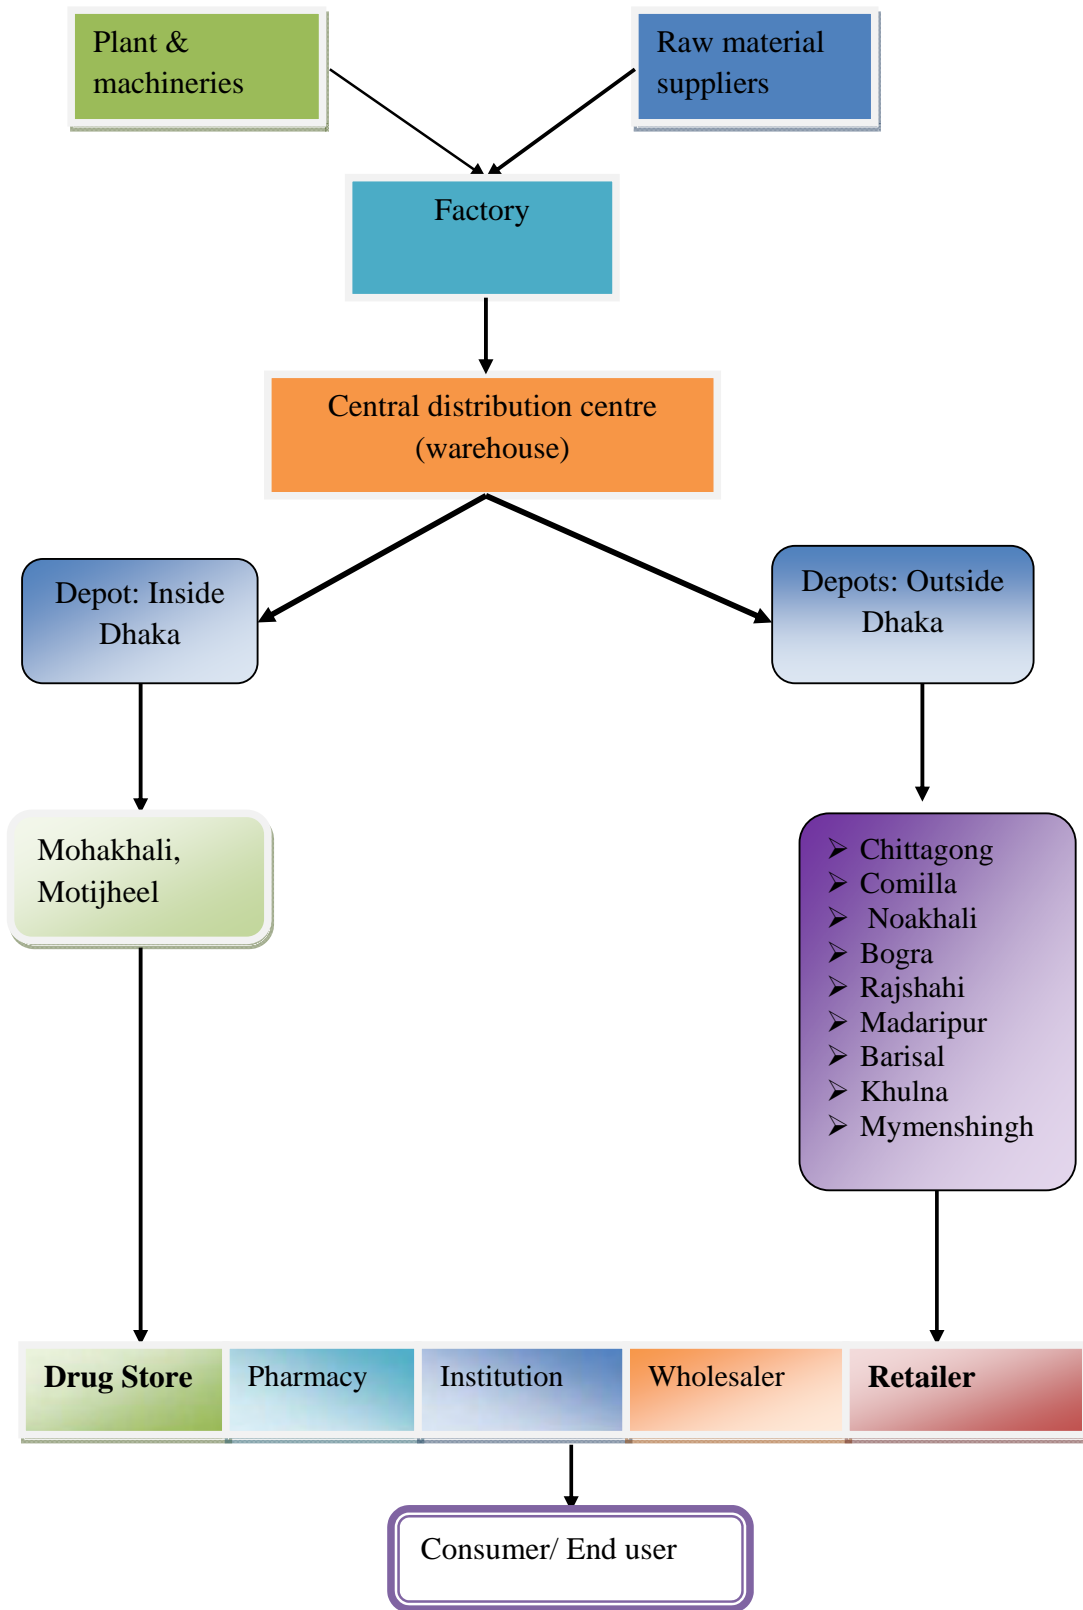 Plant &
machineries
Raw material
suppliers
Factory
Central distribution centre
(warehouse)
Depot: Inside
Dhaka
Depots: Outside
Dhaka
Mohakhali,
Motijheel
➢ Chittagong
➢ Comilla
➢ Noakhali
➢ Bogra
➢ Rajshahi
➢ Madaripur
➢ Barisal
➢ Khulna
➢ Mymenshingh
Drug Store
Pharmacy
Institution
Wholesaler
Retailer
Consumer/ End user